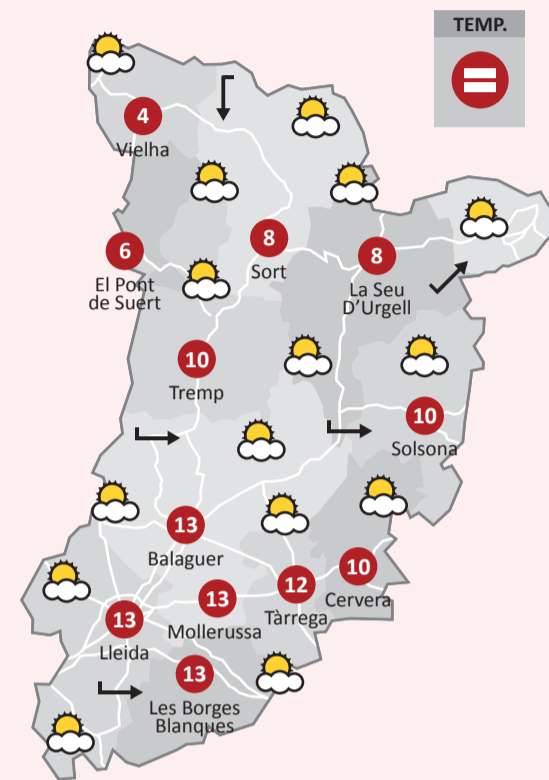 TEMP.
4
Vielha
6
El Pont
de Suert
8
Sort
8
La Seu
D'Urgell
10
Tremp
10
Solsona
13
Balaguer
13
Mollerussa
12
Tàrrega
10
Cervera
13
Lleida
13
Les Borges
Blanques